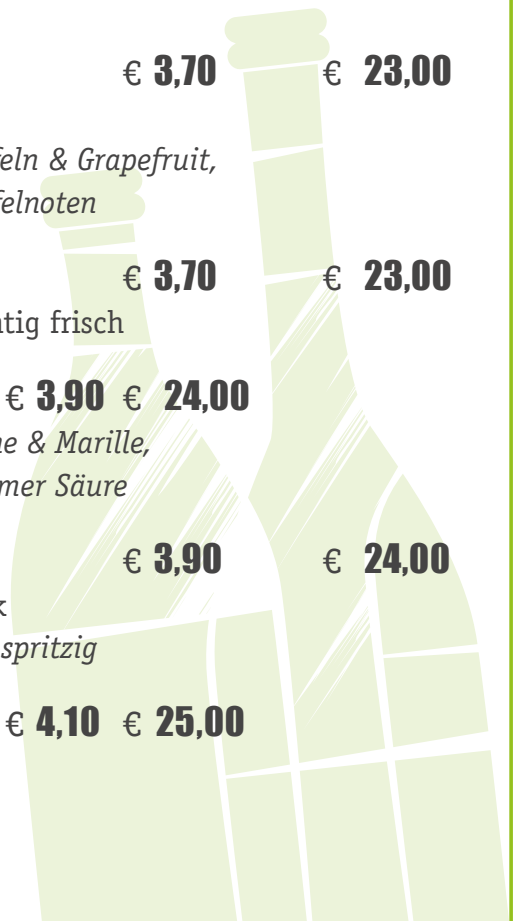 € 3,70 € 23,00
feln & Grapefruit,
felnoten
€ 3,70 € 23,00
tig frisch
€ 3,90 € 24,00
e & Marille,
mer Säure
€ 3,90 € 24,00
k
spritzig
€ 4,10 € 25,00